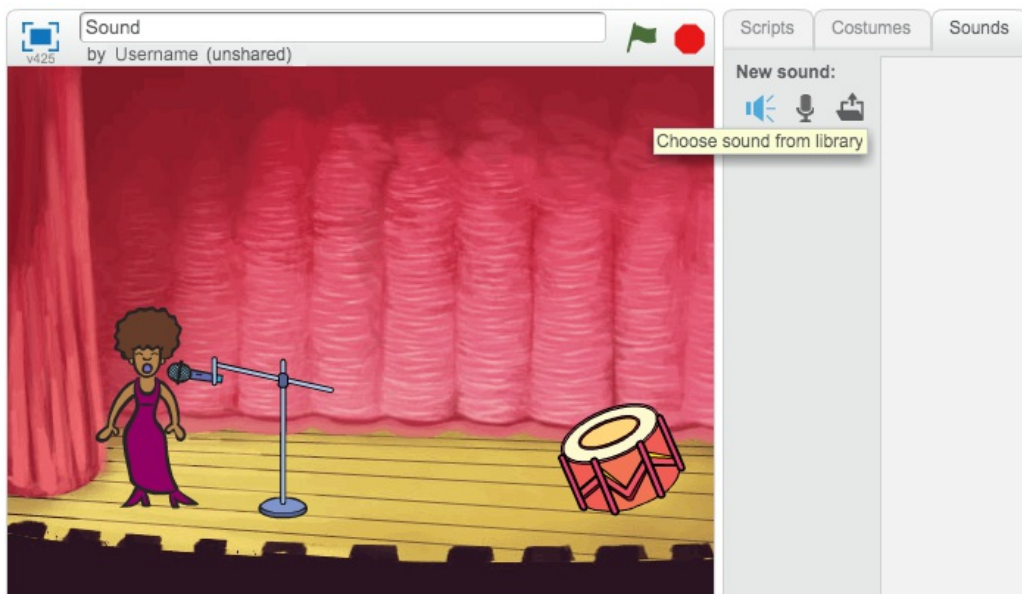 Sound
v425
by Username (unshared)
Scripts
Costumes
Sounds
New sound:
Choose sound from library